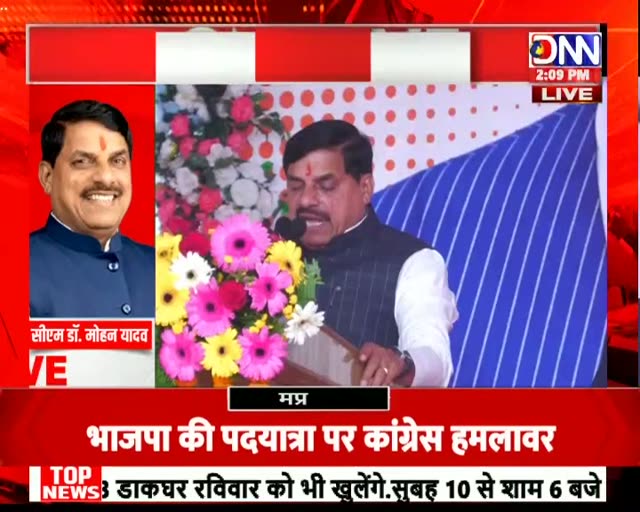 DNN
2:09 PM
LIVE
सीएम डॉ. मोहन यादव
VE
मप्र
भाजपा की पदयात्रा पर कांग्रेस हमलावर
TOP
NEWS
3 डाकघर रविवार को भी खुलेंगे.सुबह 10 से शाम 6 बजे